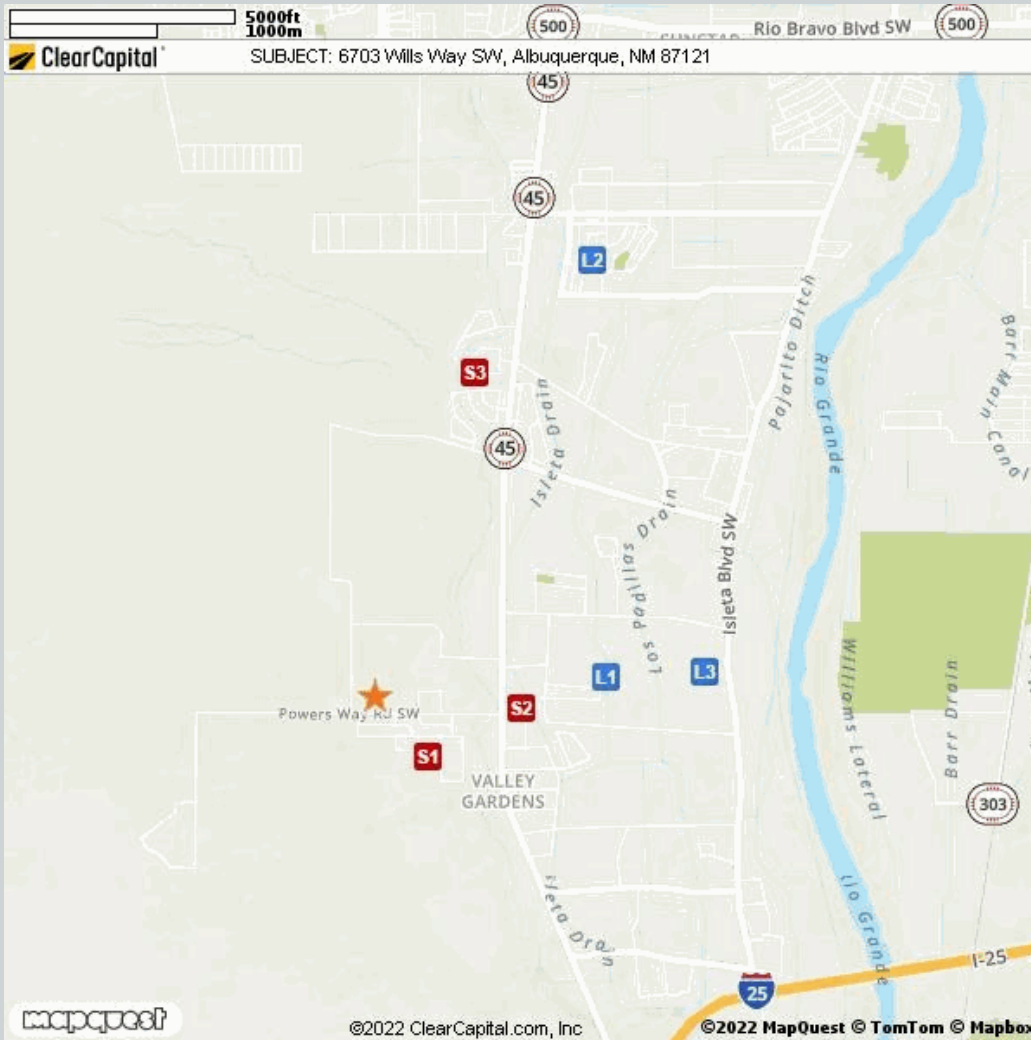 5000ft
1000m
500
Rio Bravo Blvd SW
500
ClearCapital
SUBJECT: 6703 Wills Way SW, Albuquerque, NM 87121
45
45
L2
Pajarito Ditch
Rio Grande
Barr Main Canal
S3
Isleta Drain
45
Los Padillas Drain
Isleta Blvd SW
L1
L3
Williams Lateral
Barr Drain
Powers Way Rd SW
S2
S1
VALLEY
GARDENS
303
Drain
Grande
I-25
25
mapquest
©2022 ClearCapital.com, Inc
©2022 MapQuest © TomTom © Mapbox